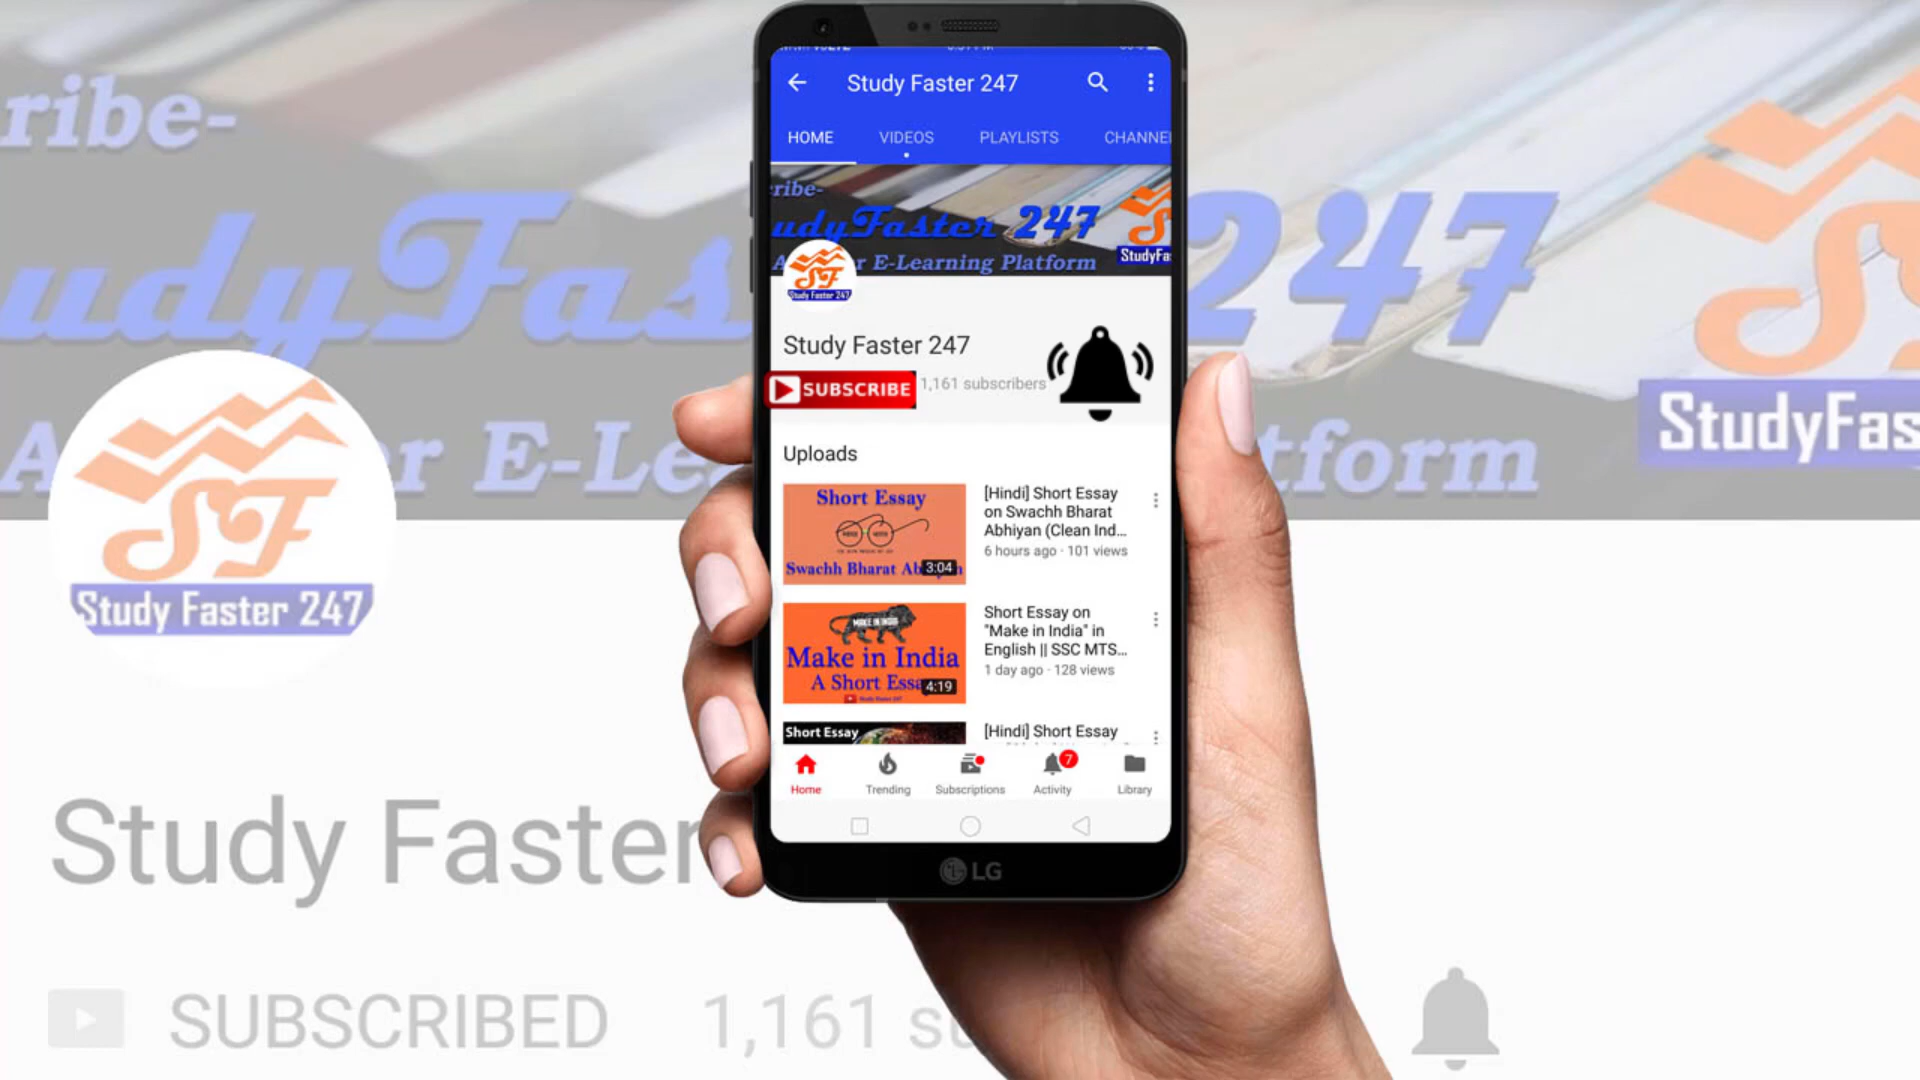 ribe-
udyFas
247
A
r E-Le
tform
StudyFas
Study Faster 247
Study Faster
SUBSCRIBED
1,161 su
Study Faster 247
HOME
VIDEOS
PLAYLISTS
CHANNE
ribe-
udyFaster 247
A
r E-Learning Platform
StudyFa
Study Faster 247
Study Faster 247
SUBSCRIBE
1,161 subscribers
Uploads
Short Essay
Swachh Bharat Ab
3:04
[Hindi] Short Essay
on Swachh Bharat
Abhiyan (Clean Ind...
6 hours ago · 101 views
MAKE IN INDIA
Make in India
A Short Essa
4:19
Short Essay on
"Make in India" in
English || SSC MTS...
1 day ago · 128 views
Short Essay
[Hindi] Short Essay
Home
Trending
Subscriptions
7
Activity
Library
LG